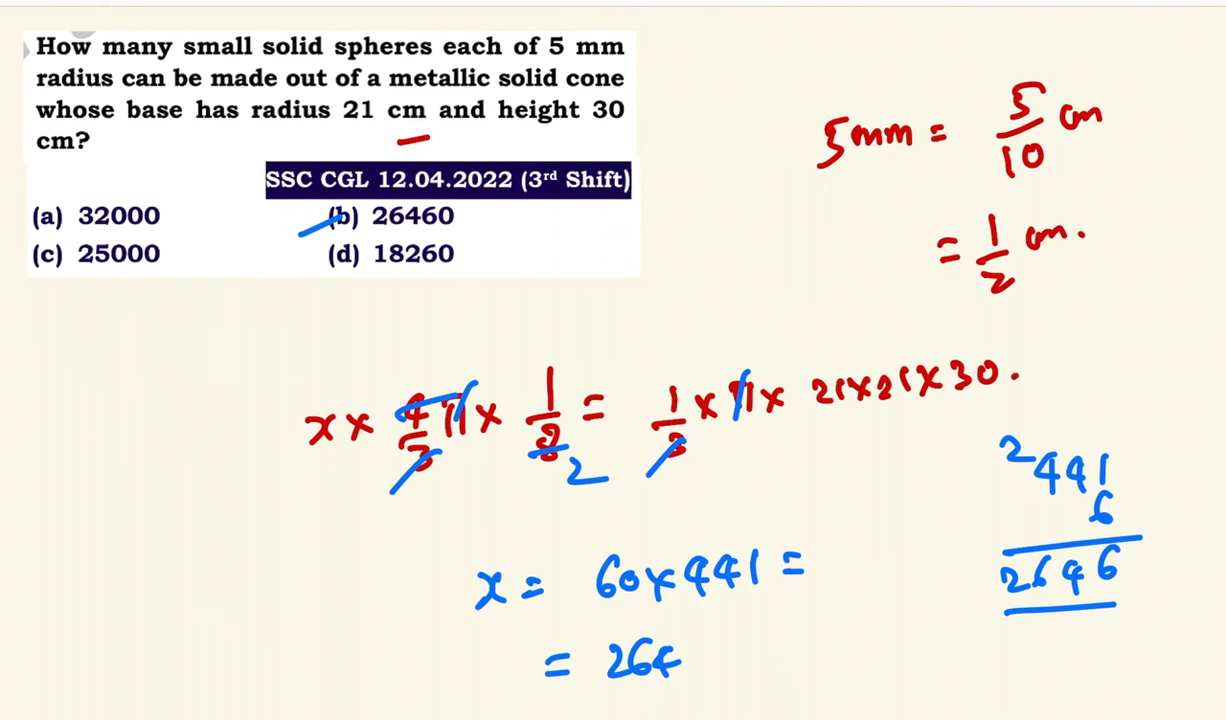 How many small solid spheres each of 5 mm
radius can be made out of a metallic solid cone
whose base has radius 21 cm and height 30
cm?
SSC CGL 12.04.2022 (3rd Shift)
(a) 32000 (b) 26460
(c) 25000 (d) 18260
5mm = 5/10 cm
= 1/2 cm.
x × 4/3 π × 1/8 = 1/3 × π × 21×21×30.
2
2441
6
2646
x = 60×441 =
= 264